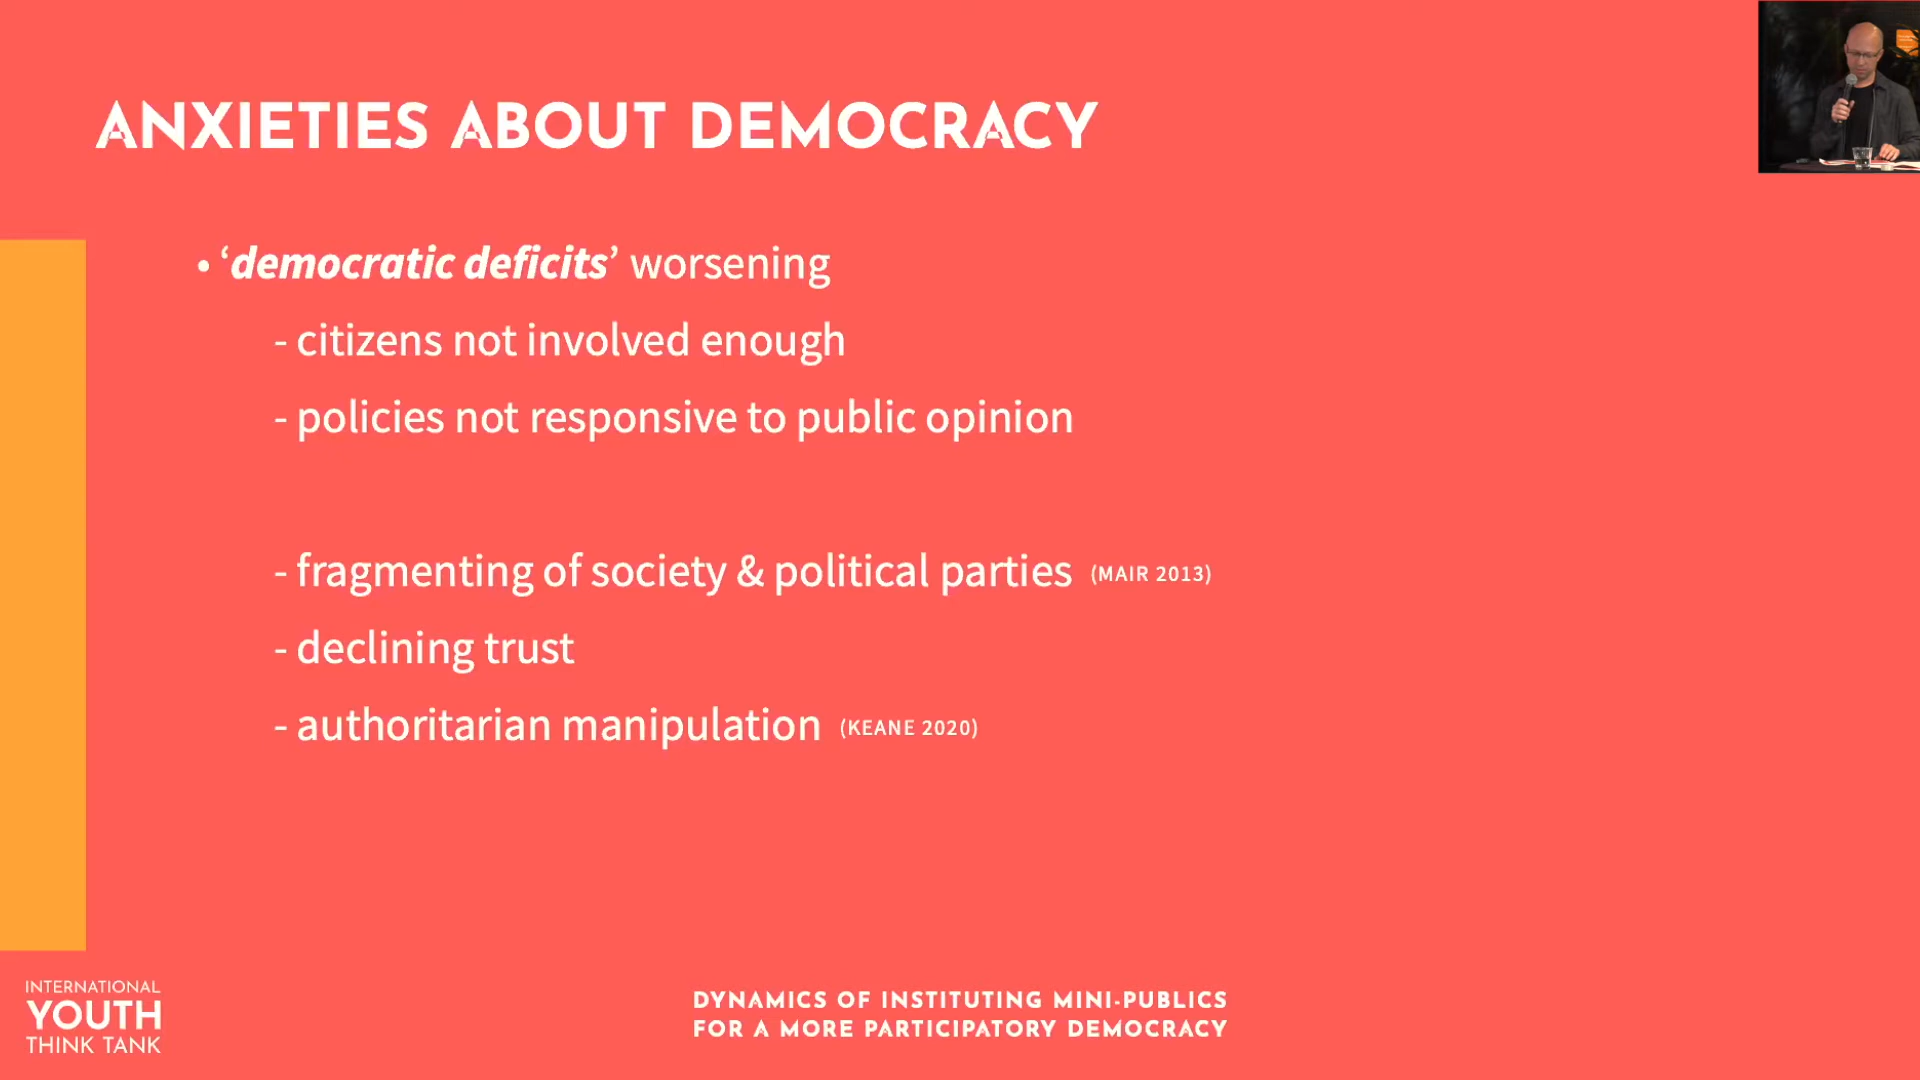 ANXIETIES ABOUT DEMOCRACY
• ‘democratic deficits’ worsening
- citizens not involved enough
- policies not responsive to public opinion
- fragmenting of society & political parties (MAIR 2013)
- declining trust
- authoritarian manipulation (KEANE 2020)
INTERNATIONAL
YOUTH
THINK TANK
DYNAMICS OF INSTITUTING MINI-PUBLICS
FOR A MORE PARTICIPATORY DEMOCRACY